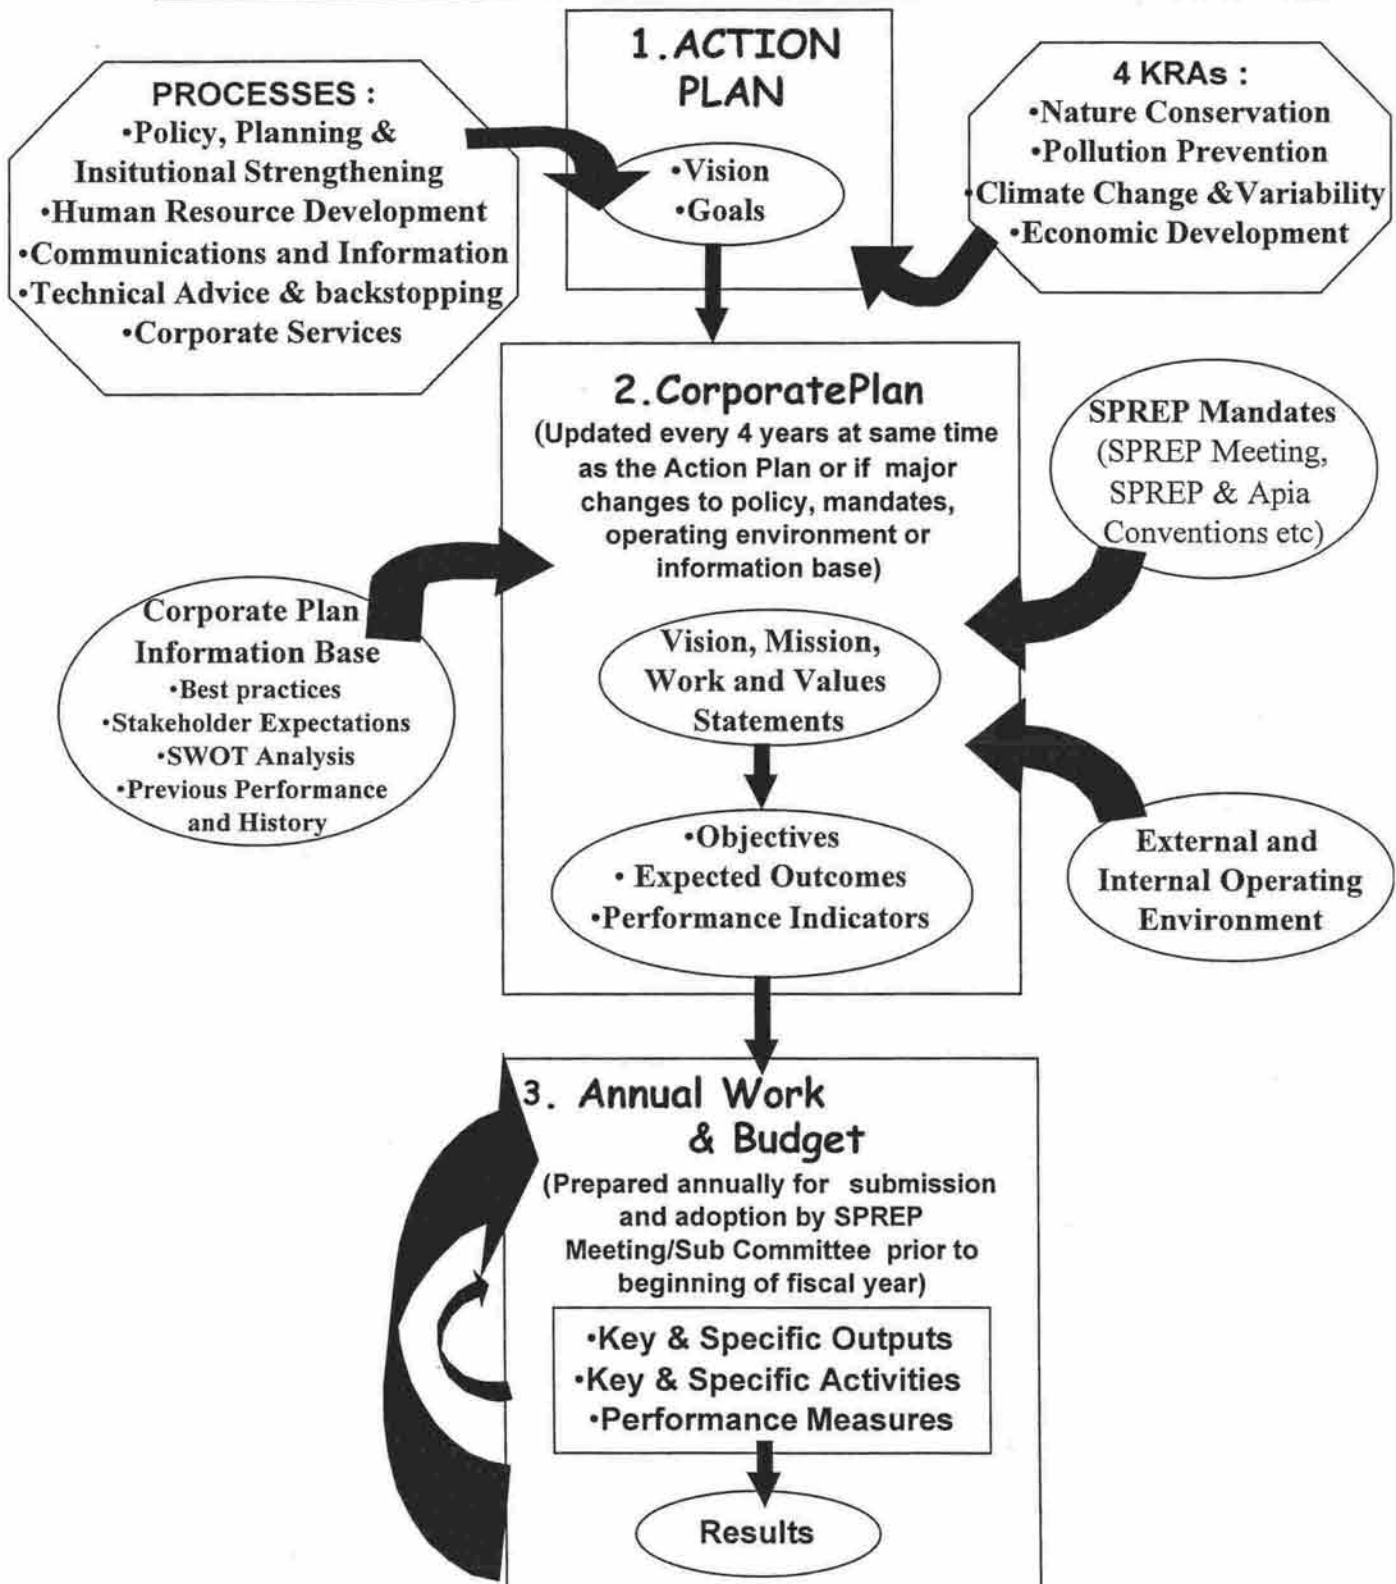 1.ACTION
PLAN
•Vision
•Goals
PROCESSES :
•Policy, Planning &
Insitutional Strengthening
•Human Resource Development
•Communications and Information
•Technical Advice & backstopping
•Corporate Services
4 KRAs :
•Nature Conservation
•Pollution Prevention
•Climate Change &Variability
•Economic Development
2.CorporatePlan
(Updated every 4 years at same time
as the Action Plan or if major
changes to policy, mandates,
operating environment or
information base)
Vision, Mission,
Work and Values
Statements
•Objectives
• Expected Outcomes
•Performance Indicators
SPREP Mandates
(SPREP Meeting,
SPREP & Apia
Conventions etc)
Corporate Plan
Information Base
•Best practices
•Stakeholder Expectations
•SWOT Analysis
•Previous Performance
and History
External and
Internal Operating
Environment
3. Annual Work
& Budget
(Prepared annually for submission
and adoption by SPREP
Meeting/Sub Committee prior to
beginning of fiscal year)
•Key & Specific Outputs
•Key & Specific Activities
•Performance Measures
Results